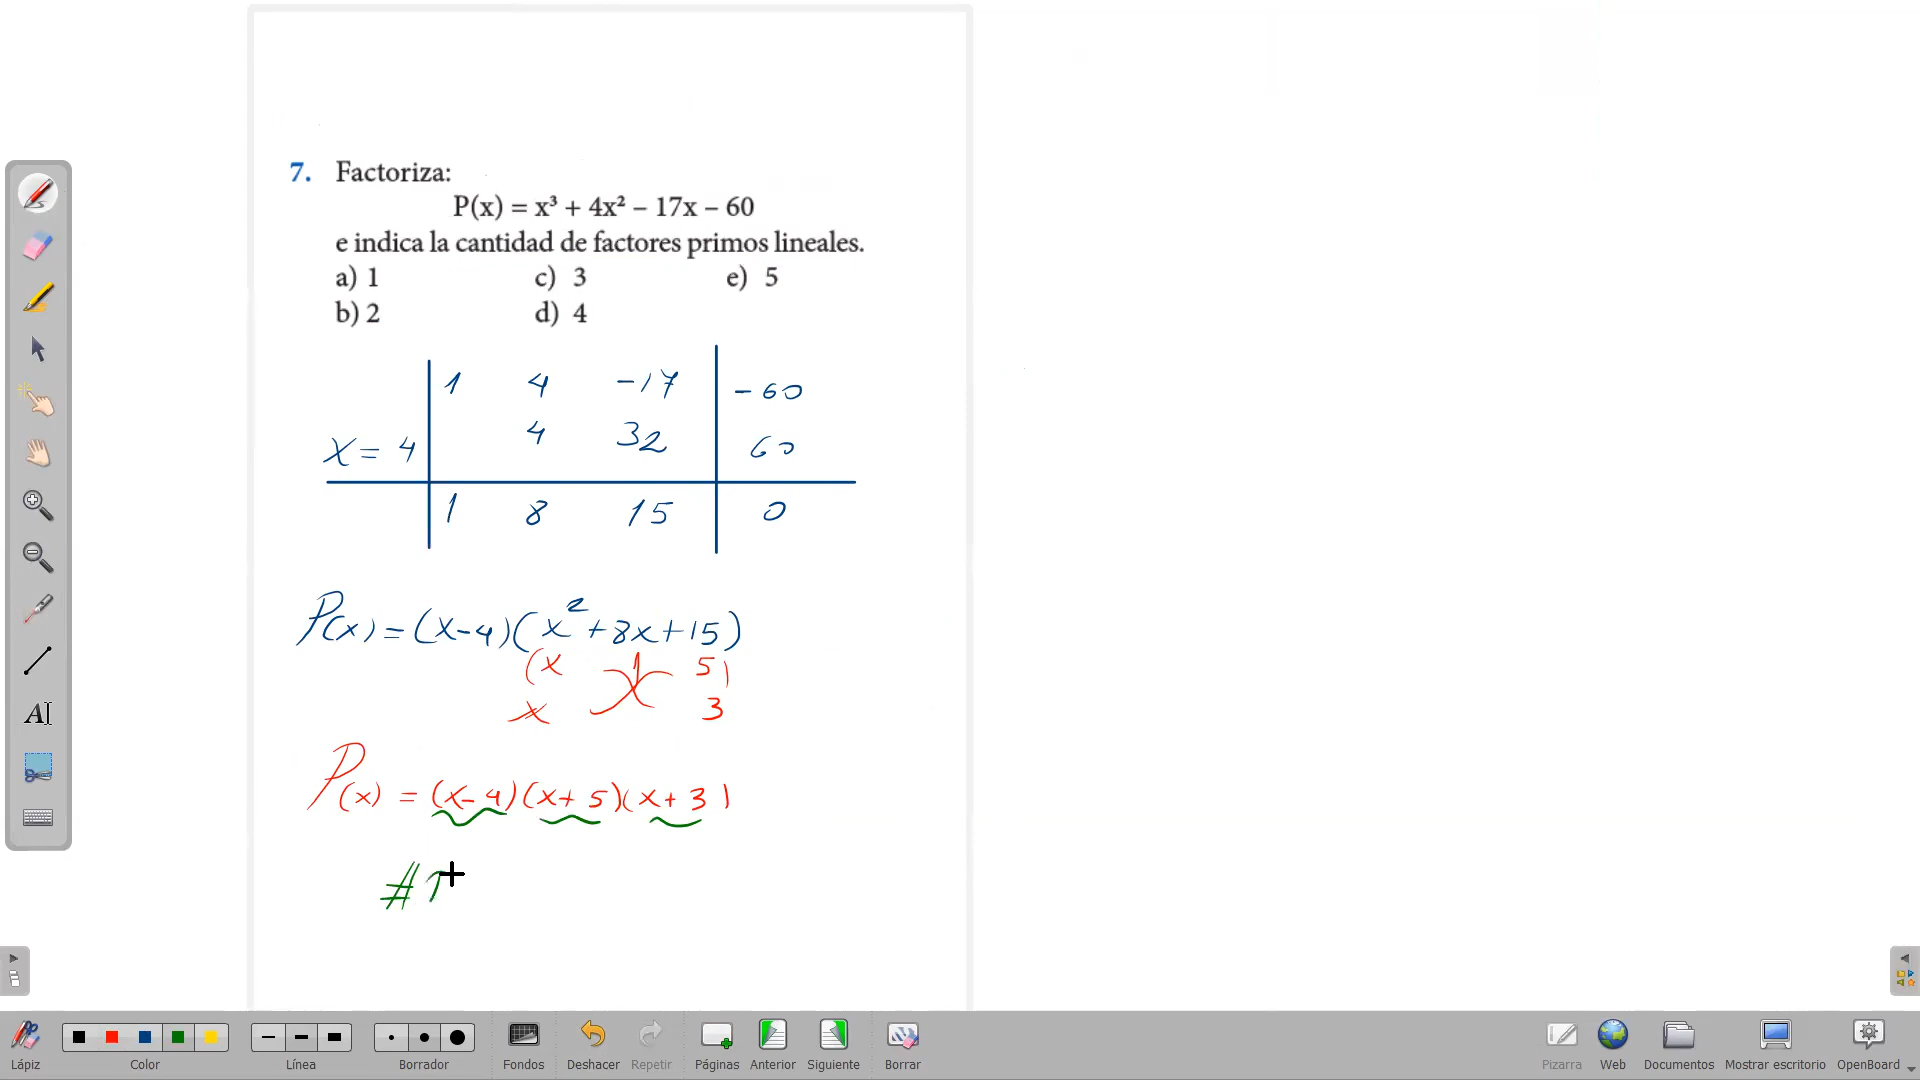 7. Factoriza:
P(x) = x³ + 4x² – 17x – 60
e indica la cantidad de factores primos lineales.
a) 1 c) 3 e) 5
b) 2 d) 4
1 4 -17 -60
x = 4 4 32 60
1 8 15 0
P(x) = (x-4)(x²+8x+15)
(x 5)
x 3
P(x) = (x-4)(x+5)(x+3)
#
Lápiz Color Línea Borrador Fondos Deshacer Repetir Páginas Anterior Siguiente Borrar Pizarra Web Documentos Mostrar escritorio OpenBoard